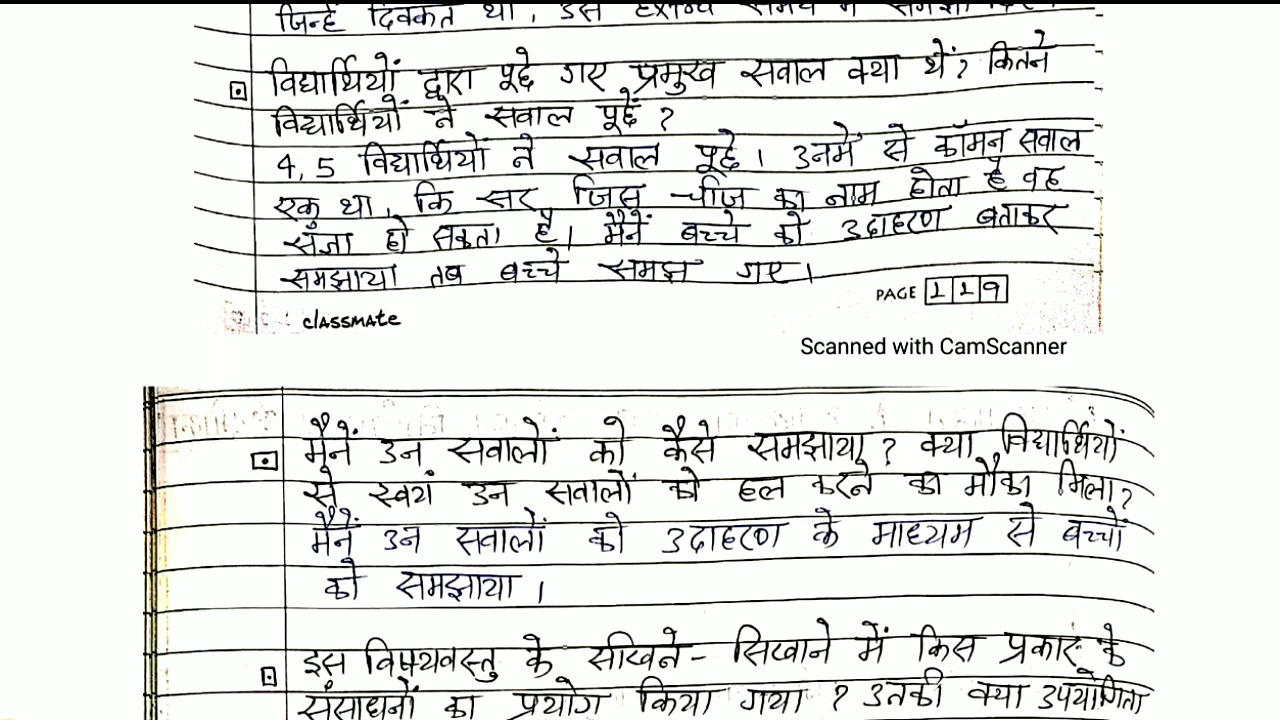 जिन्हें दिक्कत था, उसे
विद्यार्थियों द्वारा पूछे गए प्रमुख सवाल क्या थे? कितने
विद्यार्थियों ने सवाल पूछें ?
4, 5 विद्यार्थियों ने सवाल पूछे। उनमें से कॉमन सवाल
एक था, कि सर जिस चीज का नाम होता है वह
संज्ञा हो सकता है। मैनें बच्चे को उदाहरण बताकर
समझाया तब बच्चे समझ गए।
PAGE 119
classmate
Scanned with CamScanner
मैनें उन सवालों को कैसे समझाया? क्या विद्यार्थियों
से स्वयं उन सवालों को हल करने का मौका मिला?
मैनें उन सवालों को उदाहरण के माध्यम से बच्चों
को समझाया ।
इस विषयवस्तु के सीखने-सिखाने में किस प्रकार के
संसाधनों का प्रयोग किया गया ? उनकी क्या उपयोगिता